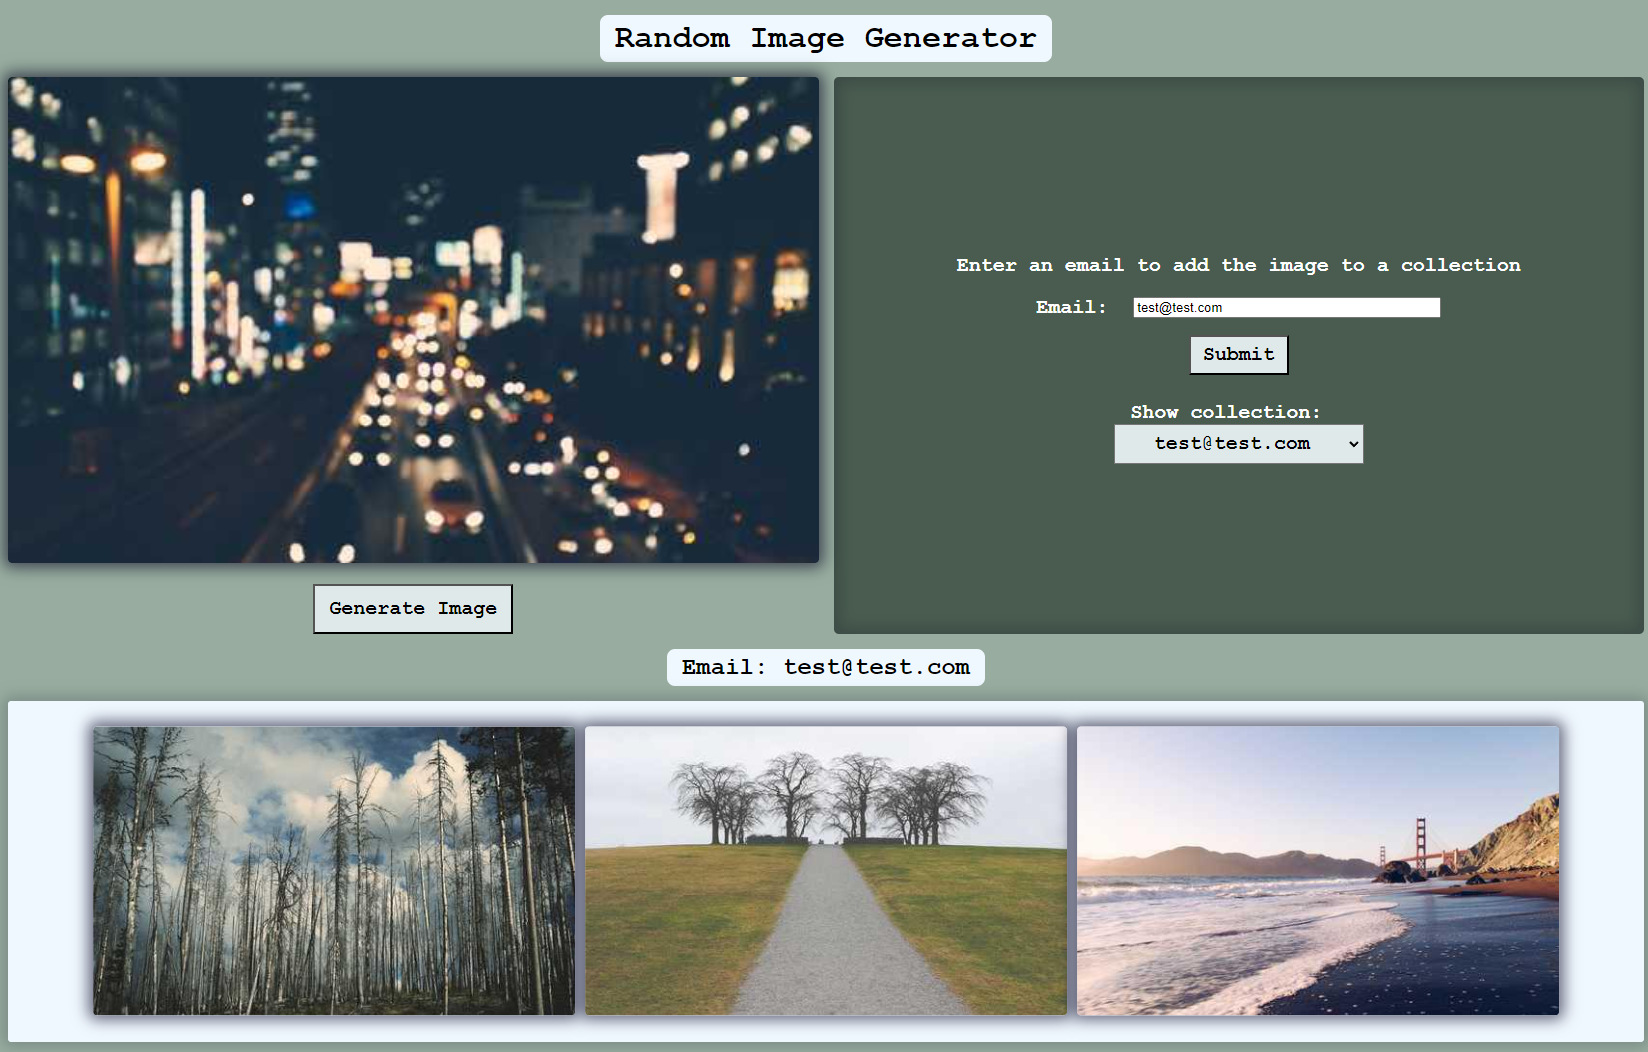 Random Image Generator
Enter an email to add the image to a collection
Email: test@test.com
Submit
Show collection:
test@test.com
Generate Image
Email: test@test.com